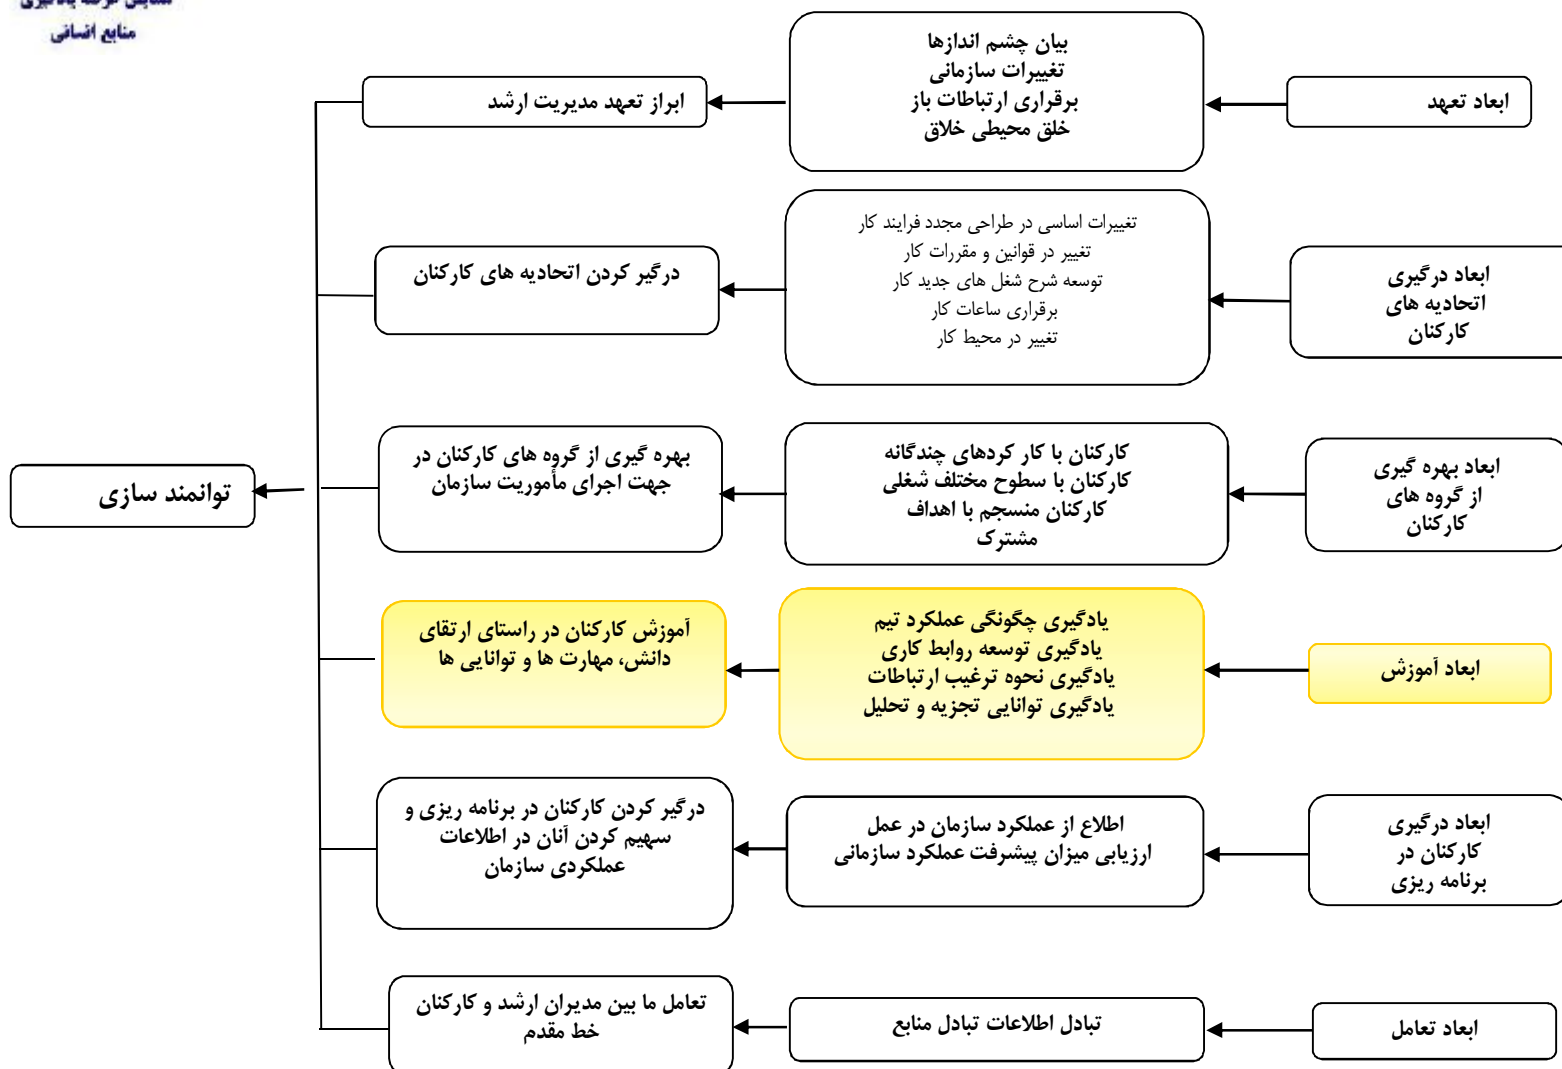 منابع انسانی
بیان چشم اندازها
تغییرات سازمانی
برقراری ارتباطات باز
خلق محیطی خلاق
ابراز تعهد مدیریت ارشد
ابعاد تعهد
تغییرات اساسی در طراحی مجدد فرایند کار
تغییر در قوانین و مقررات کار
توسعه شرح شغل های جدید کار
برقراری ساعات کار
تغییر در محیط کار
درگیر کردن اتحادیه های کارکنان
ابعاد درگیری
اتحادیه های
کارکنان
کارکنان با کار کردهای چندگانه
کارکنان با سطوح مختلف شغلی
کارکنان منسجم با اهداف
مشترک
بهره گیری از گروه های کارکنان در
جهت اجرای مأموریت سازمان
ابعاد بهره گیری
از گروه های
کارکنان
توانمند سازی
یادگیری چگونگی عملکرد تیم
یادگیری توسعه روابط کاری
یادگیری نحوه ترغیب ارتباطات
یادگیری توانایی تجزیه و تحلیل
آموزش کارکنان در راستای ارتقای
دانش، مهارت ها و توانایی ها
ابعاد آموزش
درگیر کردن کارکنان در برنامه ریزی و
سهیم کردن آنان در اطلاعات
عملکردی سازمان
اطلاع از عملکرد سازمان در عمل
ارزیابی میزان پیشرفت عملکرد سازمانی
ابعاد درگیری
کارکنان در
برنامه ریزی
تعامل ما بین مدیران ارشد و کارکنان
خط مقدم
تبادل اطلاعات تبادل منابع
ابعاد تعامل